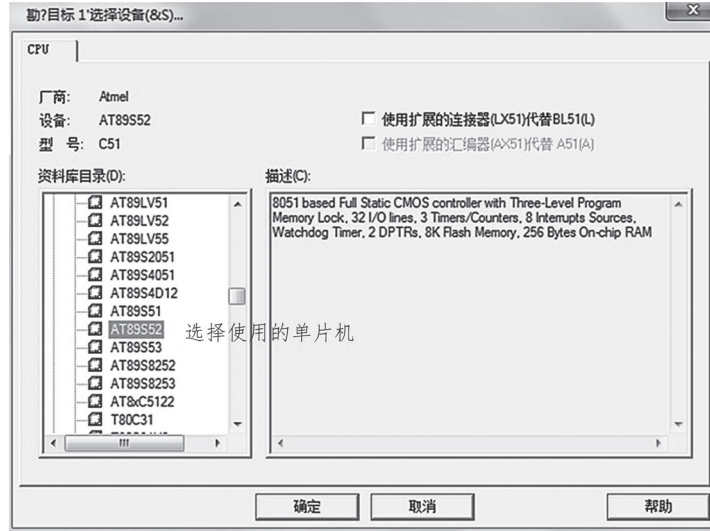 勘?目标 1'选择设备(&S)...
CPU
厂商: Atmel
设备: AT89S52
型 号: C51
使用扩展的连接器(LX51)代替BL51(L)
使用扩展的汇编器(AX51)代替 A51(A)
资料库目录(D):
AT89LV51
AT89LV52
AT89LV55
AT89S2051
AT89S4051
AT89S4D12
AT89S51
AT89S52
选择使用的单片机
AT89S53
AT89S8252
AT89S8253
AT8xC5122
T80C31
描述(C):
8051 based Full Static CMOS controller with Three-Level Program
Memory Lock, 32 I/O lines, 3 Timers/Counters, 8 Interrupts Sources,
Watchdog Timer, 2 DPTRs, 8K Flash Memory, 256 Bytes On-chip RAM
确定
取消
帮助